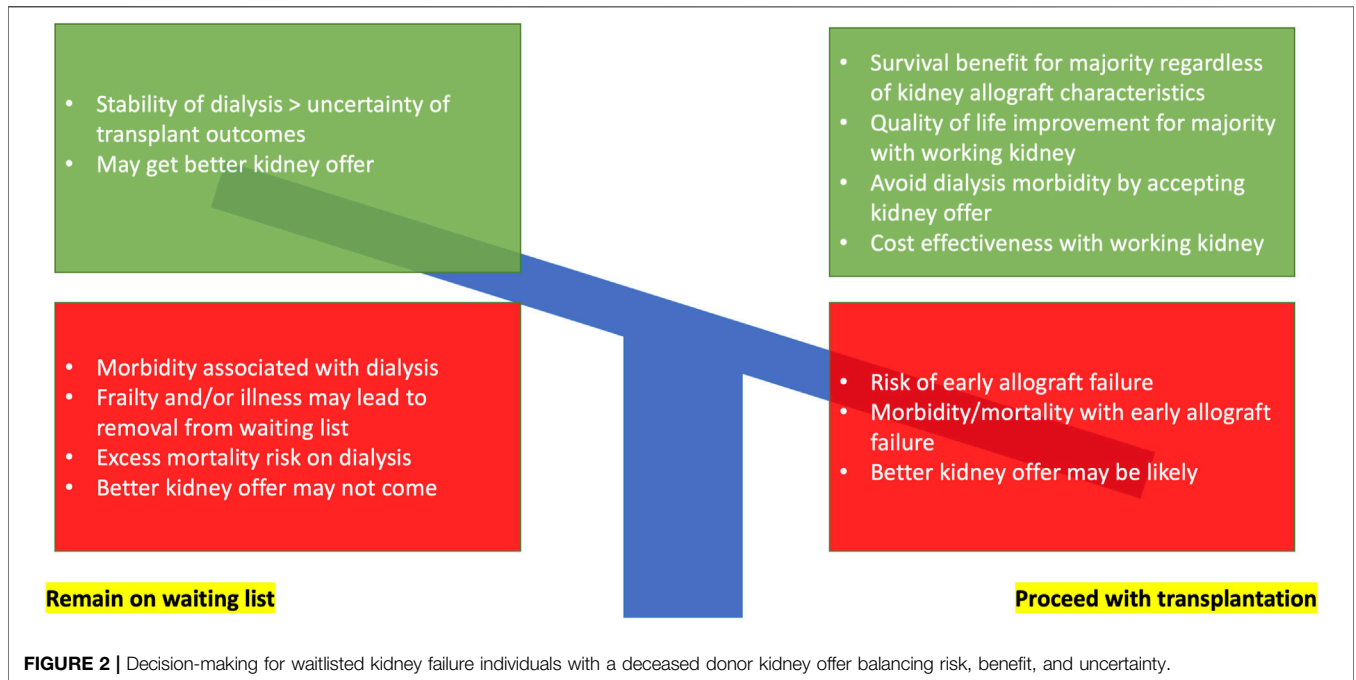 • Stability of dialysis > uncertainty of
transplant outcomes
• May get better kidney offer
• Survival benefit for majority regardless
of kidney allograft characteristics
• Quality of life improvement for majority
with working kidney
• Avoid dialysis morbidity by accepting
kidney offer
• Cost effectiveness with working kidney
• Morbidity associated with dialysis
• Frailty and/or illness may lead to
removal from waiting list
• Excess mortality risk on dialysis
• Better kidney offer may not come
• Risk of early allograft failure
• Morbidity/mortality with early allograft
failure
• Better kidney offer may be likely
Remain on waiting list
Proceed with transplantation
FIGURE 2 | Decision-making for waitlisted kidney failure individuals with a deceased donor kidney offer balancing risk, benefit, and uncertainty.